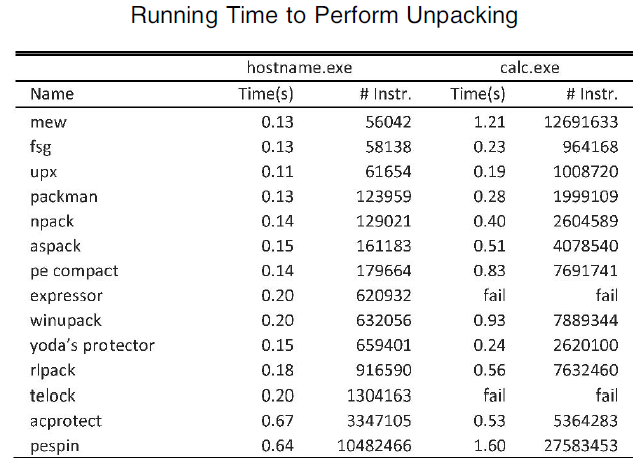 Running Time to Perform Unpacking
hostname.exe calc.exe
Name Time(s) # Instr. Time(s) # Instr.
mew 0.13 56042 1.21 12691633
fsg 0.13 58138 0.23 964168
upx 0.11 61654 0.19 1008720
packman 0.13 123959 0.28 1999109
npack 0.14 129021 0.40 2604589
aspack 0.15 161183 0.51 4078540
pe compact 0.14 179664 0.83 7691741
expressor 0.20 620932 fail fail
winupack 0.20 632056 0.93 7889344
yoda's protector 0.15 659401 0.24 2620100
rlpack 0.18 916590 0.56 7632460
telock 0.20 1304163 fail fail
acprotect 0.67 3347105 0.53 5364283
pespin 0.64 10482466 1.60 27583453